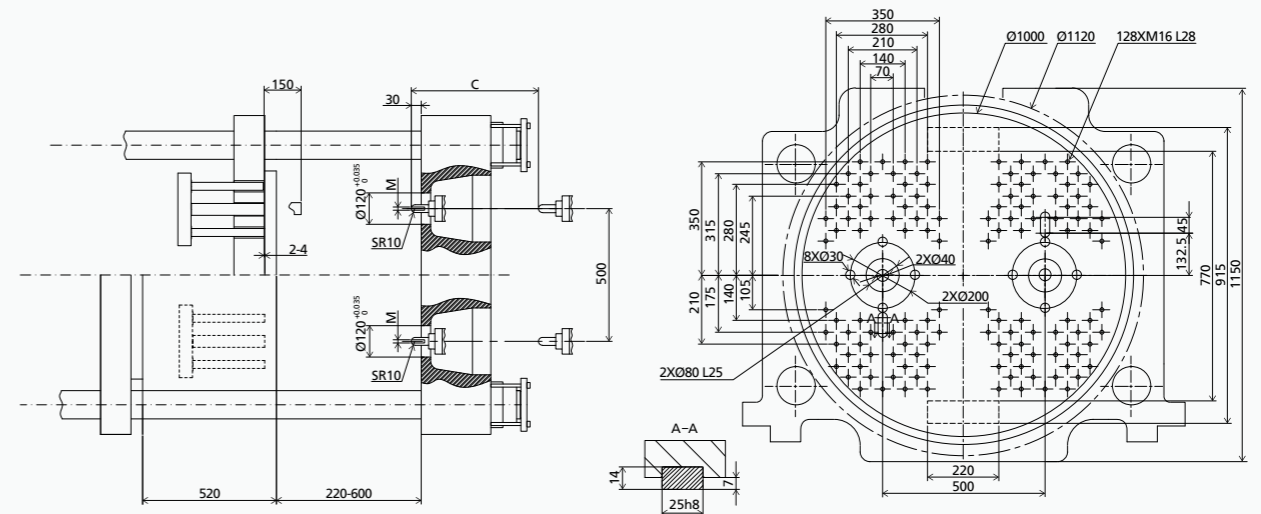 150
30
C
Ø120 +0.035 0
M
SR10
2-4
500
Ø120 +0.035 0
M
SR10
520
220-600
350
280
210
140
70
Ø1000
Ø1120
128XM16 L28
350
315
280
245
210
175
140
105
8XØ30
2XØ40
2XØ200
A
A
2XØ80 L25
45
132.5
770
915
1150
220
500
A-A
14
7
25h8